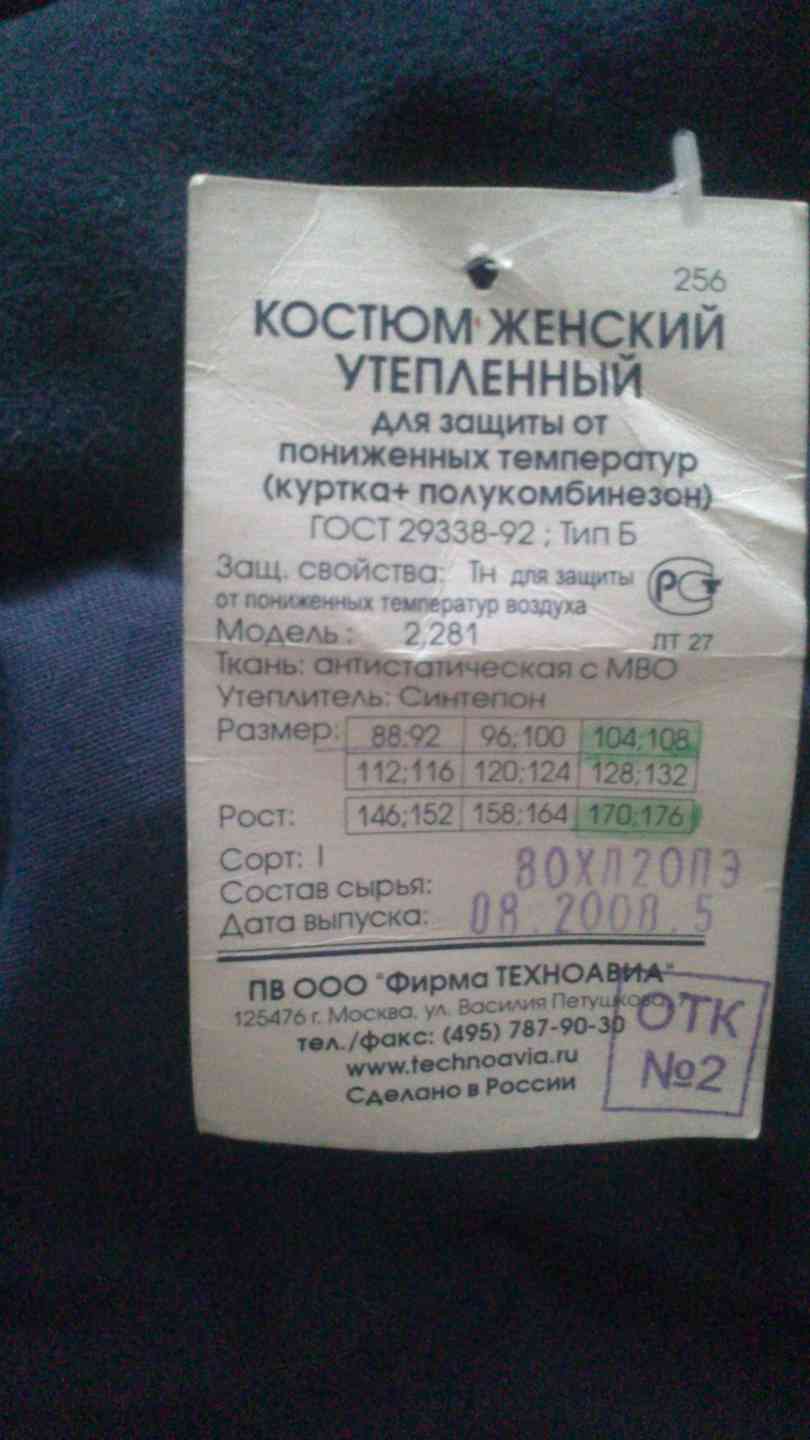 256
КОСТЮМ ЖЕНСКИЙ
УТЕПЛЕННЫЙ
для защиты от
пониженных температур
(куртка+ полукомбинезон)
ГОСТ 29338-92 ; Тип Б
Защ. свойства: Тн для защиты
от пониженных температур воздуха
РСТ
Модель: 2,281
ЛТ 27
Ткань: антистатическая с МВО
Утеплитель: Синтепон
Размер: 88:92 96;100 104;108
112;116 120;124 128;132
Рост: 146;152 158;164 170;176
Сорт: I
Состав сырья: 80ХЛ20ПЭ
Дата выпуска: 08.2008.5
ПВ ООО "Фирма ТЕХНОАВИА"
125476 г. Москва, ул. Василия Петушкова,
тел./факс: (495) 787-90-30
www.technoavia.ru
Сделано в России
ОТК
№2